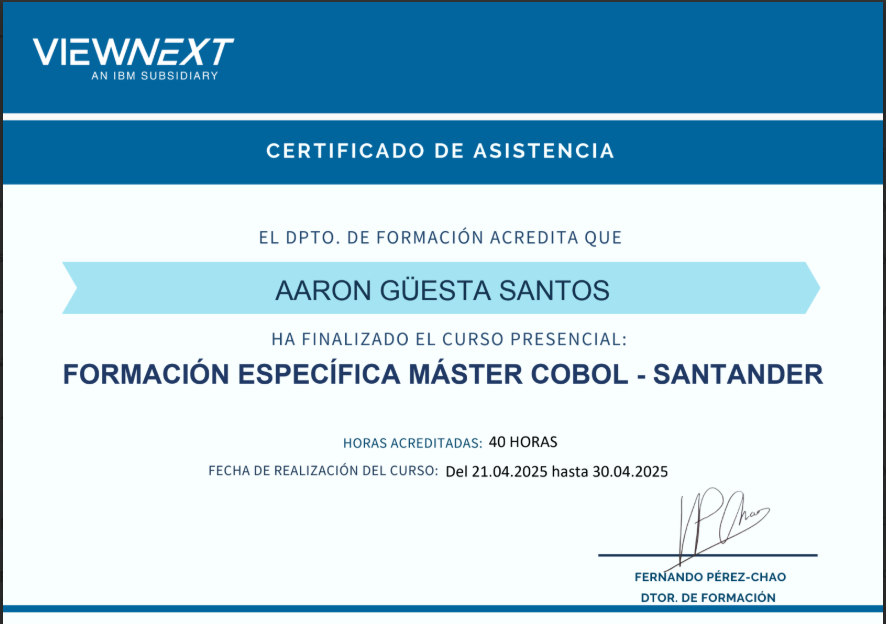 VIEWNEXT
AN IBM SUBSIDIARY
CERTIFICADO DE ASISTENCIA
EL DPTO. DE FORMACIÓN ACREDITA QUE
AARON GÜESTA SANTOS
HA FINALIZADO EL CURSO PRESENCIAL:
FORMACIÓN ESPECÍFICA MÁSTER COBOL - SANTANDER
HORAS ACREDITADAS: 40 HORAS
FECHA DE REALIZACIÓN DEL CURSO: Del 21.04.2025 hasta 30.04.2025
FERNANDO PÉREZ-CHAO
DTOR. DE FORMACIÓN